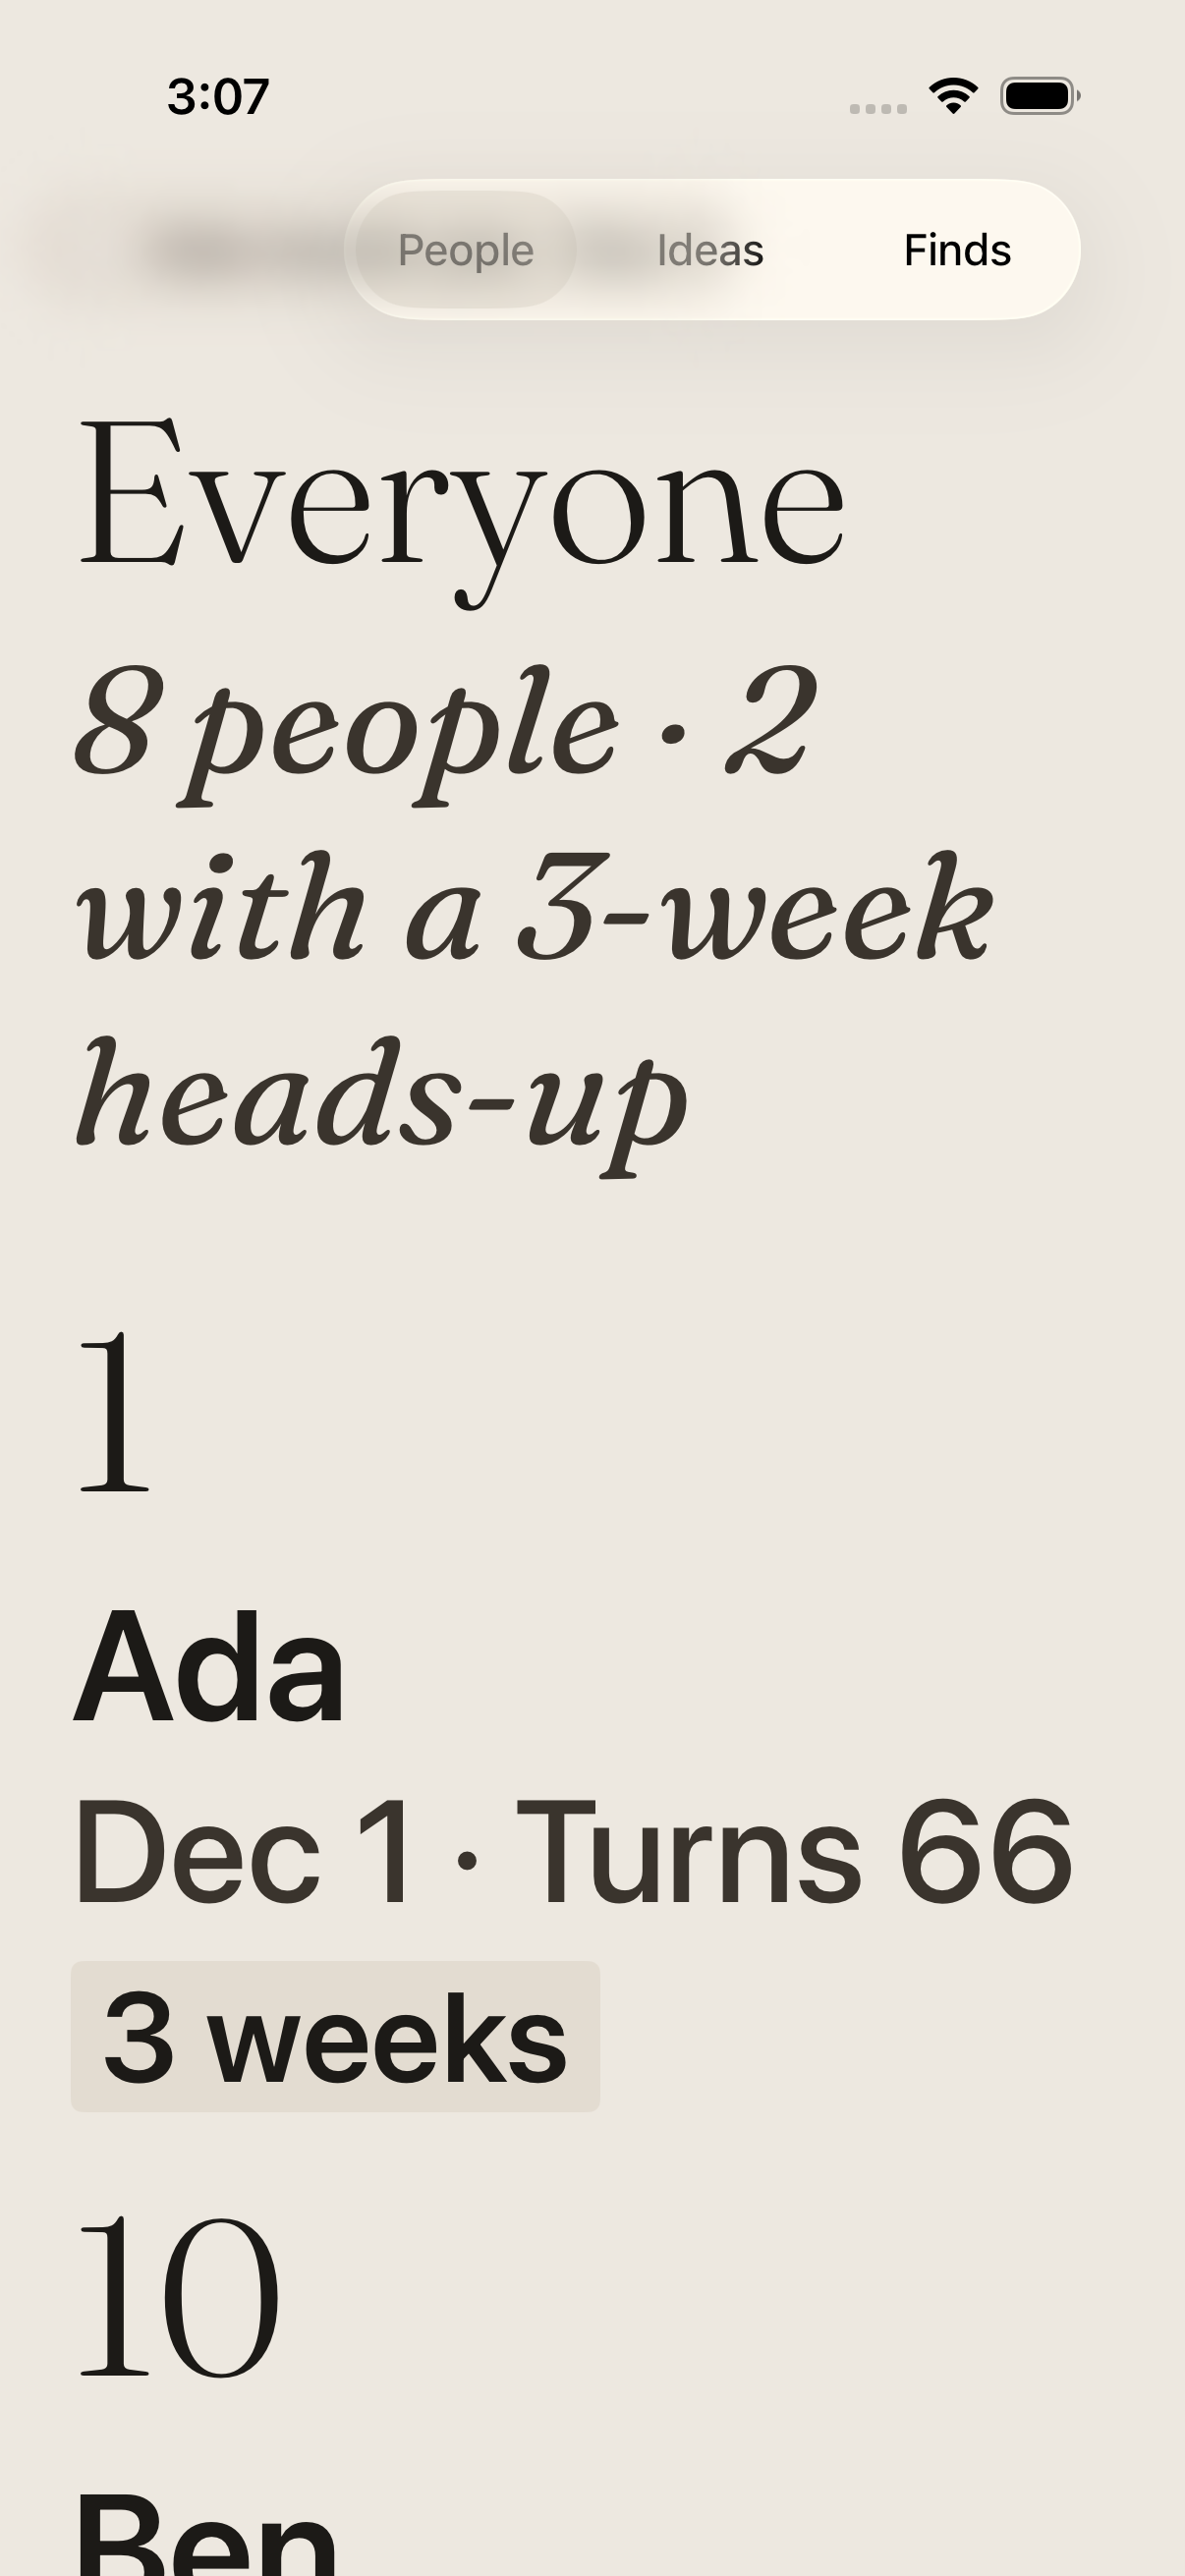 3:07
People Ideas Finds
Everyone
8 people · 2
with a 3-week
heads-up
1
Ada
Dec 1 · Turns 66
3 weeks
10
Ben